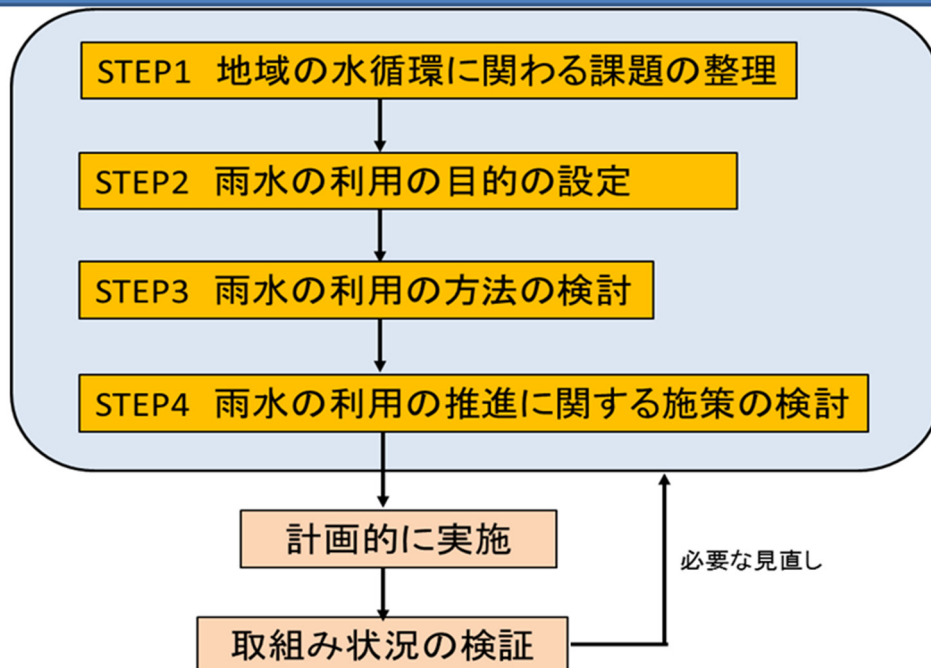 STEP1 地域の水循環に関わる課題の整理
STEP2 雨水の利用の目的の設定
STEP3 雨水の利用の方法の検討
STEP4 雨水の利用の推進に関する施策の検討
計画的に実施
必要な見直し
取組み状況の検証